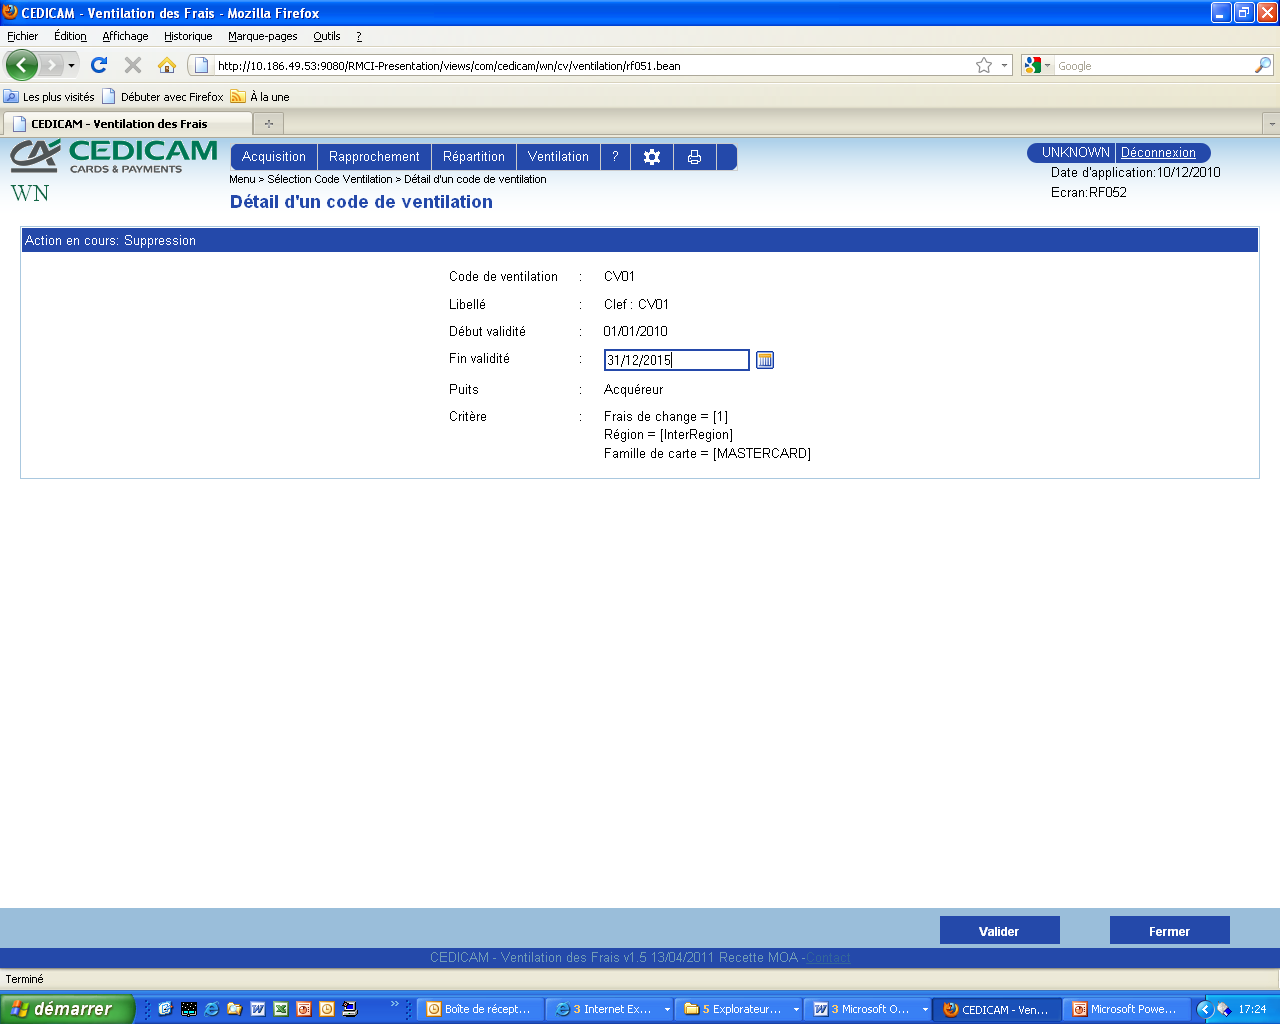 CEDICAM - Ventilation des Frais - Mozilla Firefox
Fichier Édition Affichage Historique Marque-pages Outils ?
http://10.186.49.53:9080/RMCI-Presentation/views/com/cedicam/wn/cv/ventilation/rf051.bean
Google
Les plus visités Débuter avec Firefox À la une
CEDICAM - Ventilation des Frais
CA CEDICAM
CARDS & PAYMENTS
WN
Acquisition Rapprochement Répartition Ventilation ?
UNKNOWN Déconnexion
Date d'application:10/12/2010
Ecran:RF052
Menu > Sélection Code Ventilation > Détail d'un code de ventilation
Détail d'un code de ventilation
Action en cours: Suppression
Code de ventilation : CV01
Libellé : Clef : CV01
Début validité : 01/01/2010
Fin validité : 31/12/2015
Puits : Acquéreur
Critère : Frais de change = [1]
Région = [InterRegion]
Famille de carte = [MASTERCARD]
Valider Fermer
CEDICAM - Ventilation des Frais v1.5 13/04/2011 Recette MOA -Contact
Terminé
démarrer
Boîte de récept... 3 Internet Ex... 5 Explorateur... 3 Microsoft O... CEDICAM - Ven... Microsoft Powe... 17:24